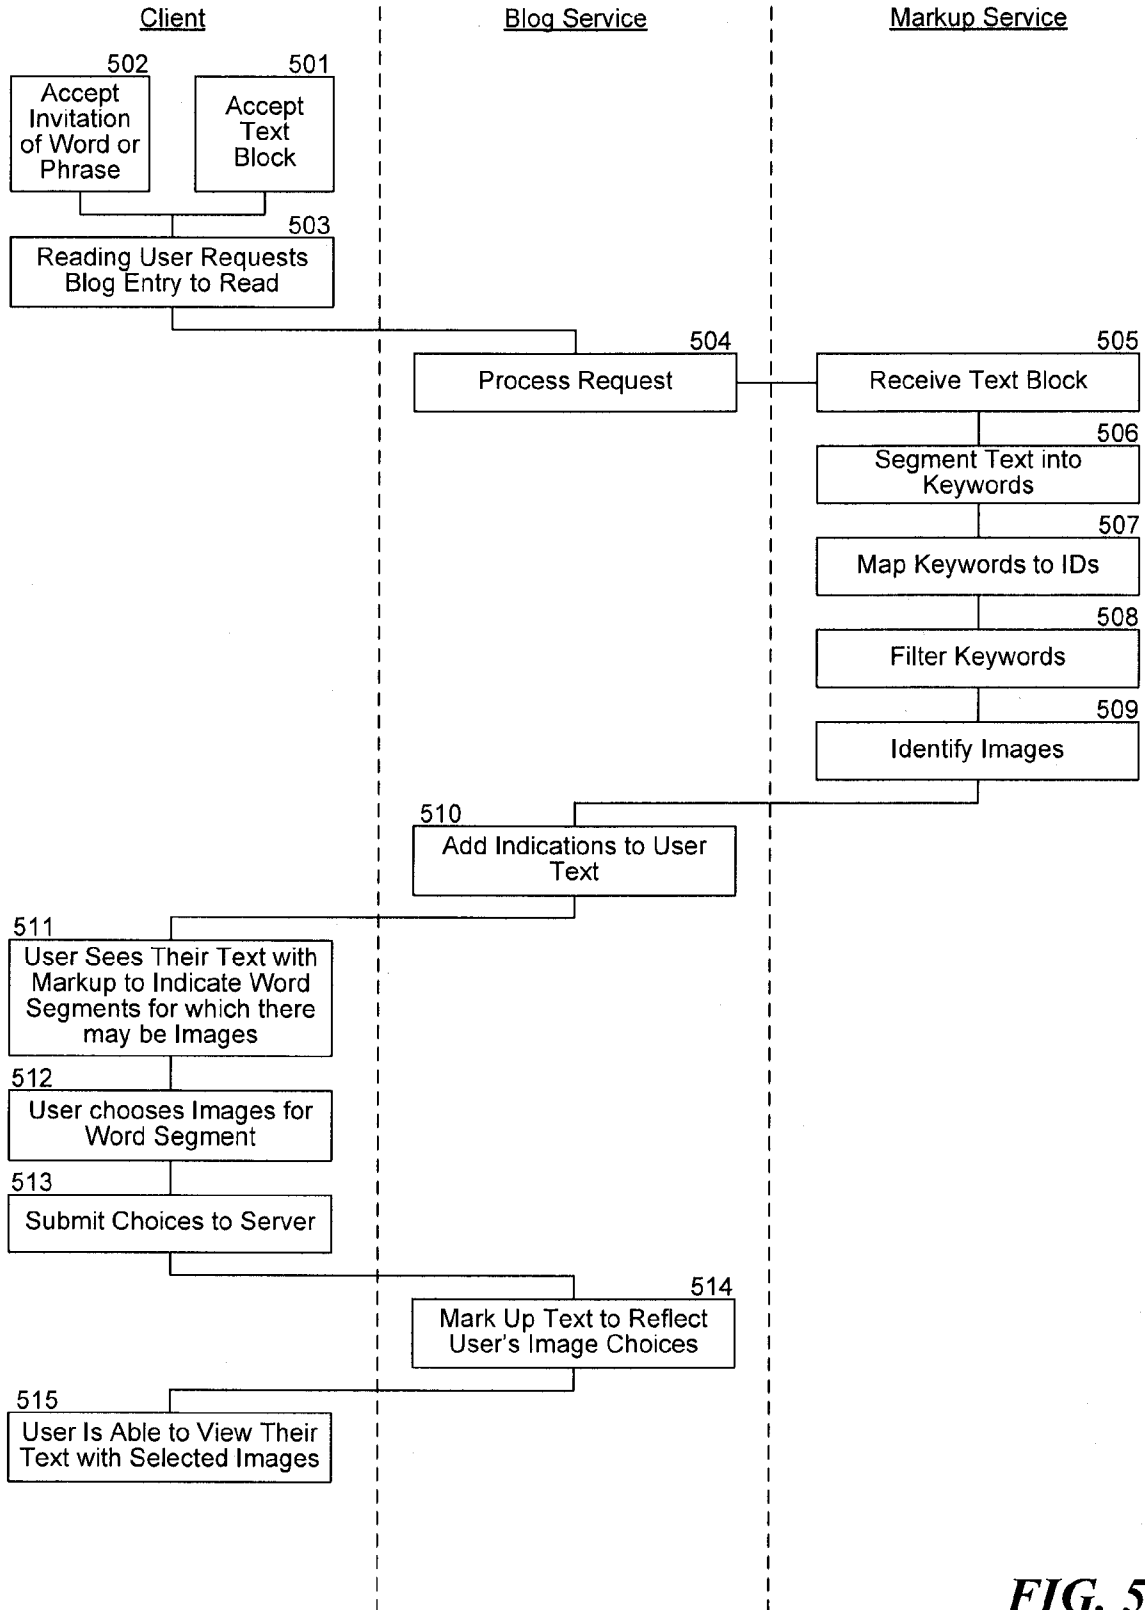 Client
Blog Service
Markup Service
502
501
Accept
Invitation
of Word or
Phrase
Accept
Text
Block
503
Reading User Requests
Blog Entry to Read
504
505
Process Request
Receive Text Block
506
Segment Text into
Keywords
507
Map Keywords to IDs
508
Filter Keywords
509
Identify Images
510
Add Indications to User
Text
511
User Sees Their Text with
Markup to Indicate Word
Segments for which there
may be Images
512
User chooses Images for
Word Segment
513
Submit Choices to Server
514
Mark Up Text to Reflect
User's Image Choices
515
User Is Able to View Their
Text with Selected Images
FIG. 5